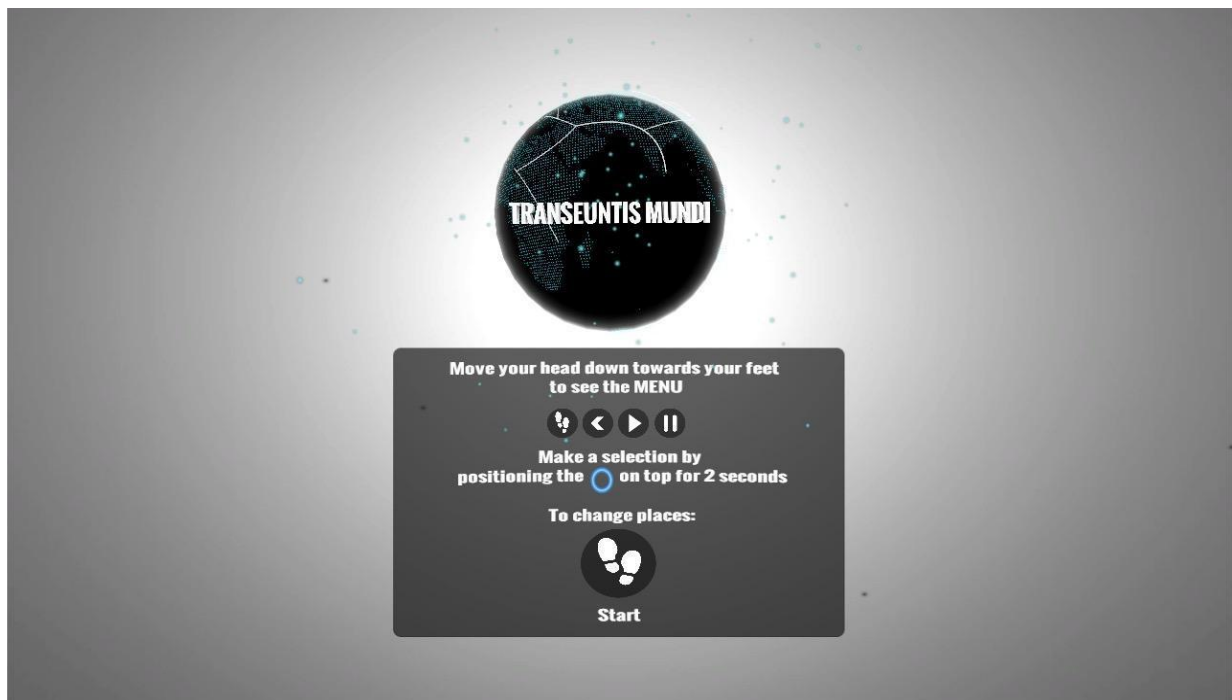 TRANSEUNTIS MUNDI
Move your head down towards your feet
to see the MENU
Make a selection by
positioning the on top for 2 seconds
To change places:
Start